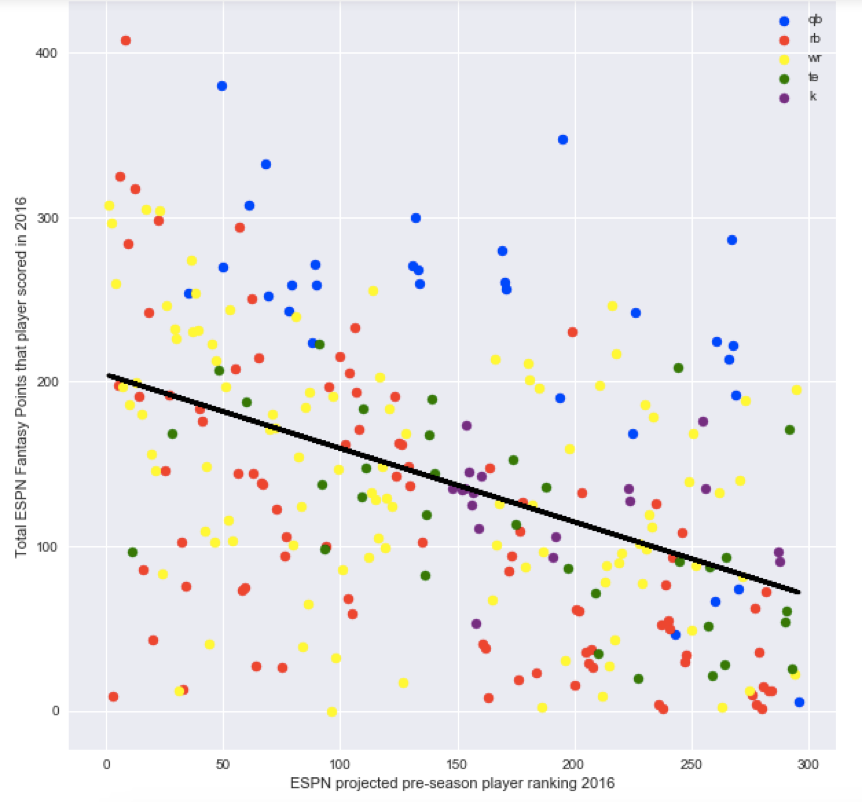 qb
rb
wr
te
k
400
300
200
100
0
0 50 100 150 200 250 300
Total ESPN Fantasy Points that player scored in 2016
ESPN projected pre-season player ranking 2016